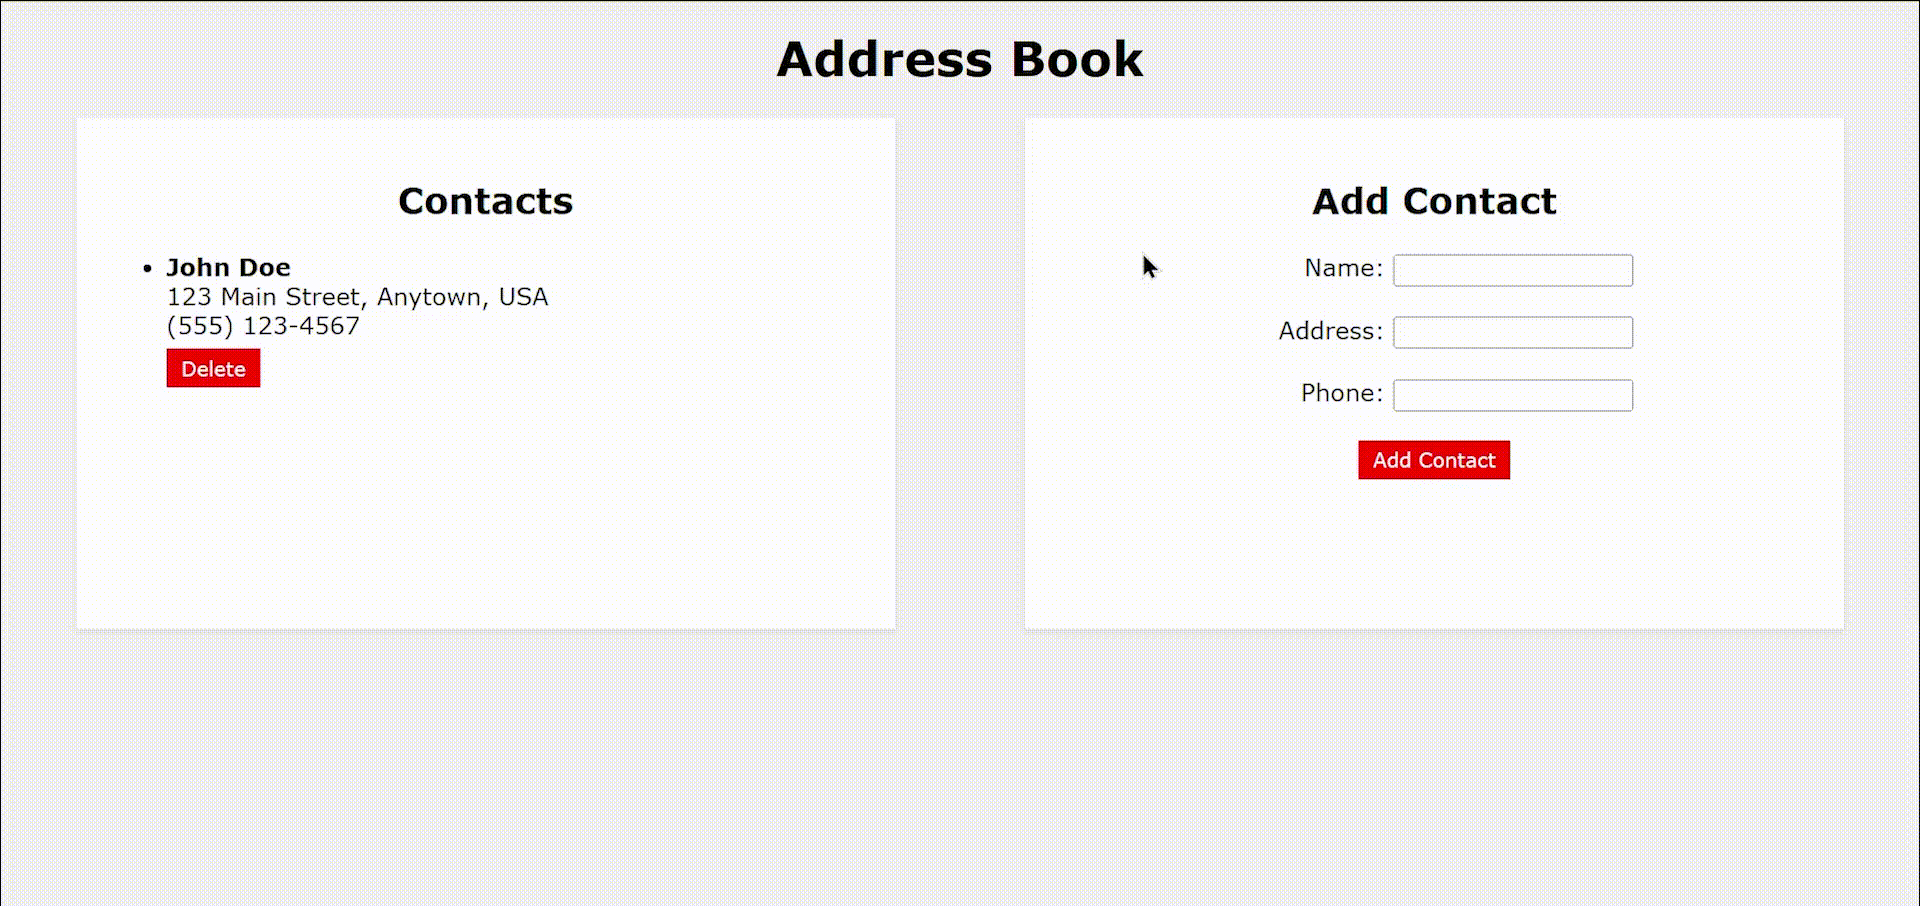 Address Book
Contacts
John Doe
123 Main Street, Anytown, USA
(555) 123-4567
Delete
Add Contact
Name:
Address:
Phone:
Add Contact